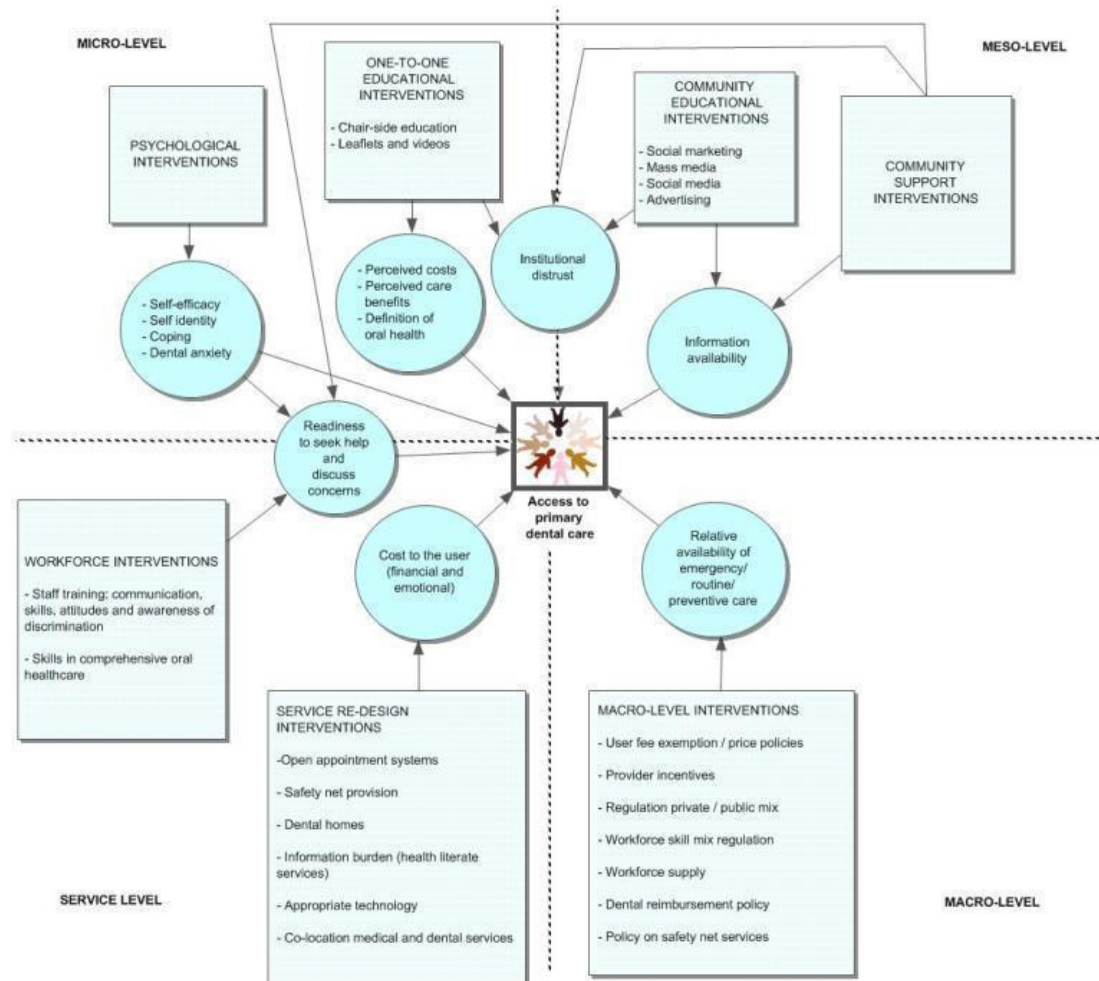 MICRO-LEVEL
MESO-LEVEL
PSYCHOLOGICAL
INTERVENTIONS
ONE-TO-ONE
EDUCATIONAL
INTERVENTIONS
- Chair-side education
- Leaflets and videos
COMMUNITY
EDUCATIONAL
INTERVENTIONS
- Social marketing
- Mass media
- Social media
- Advertising
COMMUNITY
SUPPORT
INTERVENTIONS
- Self-efficacy
- Self identity
- Coping
- Dental anxiety
- Perceived costs
- Perceived care
benefits
- Definition of
oral health
Institutional
distrust
Information
availability
Readiness
to seek help
and
discuss
concerns
Access to
primary
dental care
Cost to the user
(financial and
emotional)
Relative
availability of
emergency/
routine/
preventive care
WORKFORCE INTERVENTIONS
- Staff training: communication,
skills, attitudes and awareness of
discrimination
- Skills in comprehensive oral
healthcare
SERVICE RE-DESIGN
INTERVENTIONS
-Open appointment systems
- Safety net provision
- Dental homes
- Information burden (health literate
services)
- Appropriate technology
- Co-location medical and dental services
MACRO-LEVEL INTERVENTIONS
- User fee exemption / price policies
- Provider incentives
- Regulation private / public mix
- Workforce skill mix regulation
- Workforce supply
- Dental reimbursement policy
- Policy on safety net services
SERVICE LEVEL
MACRO-LEVEL